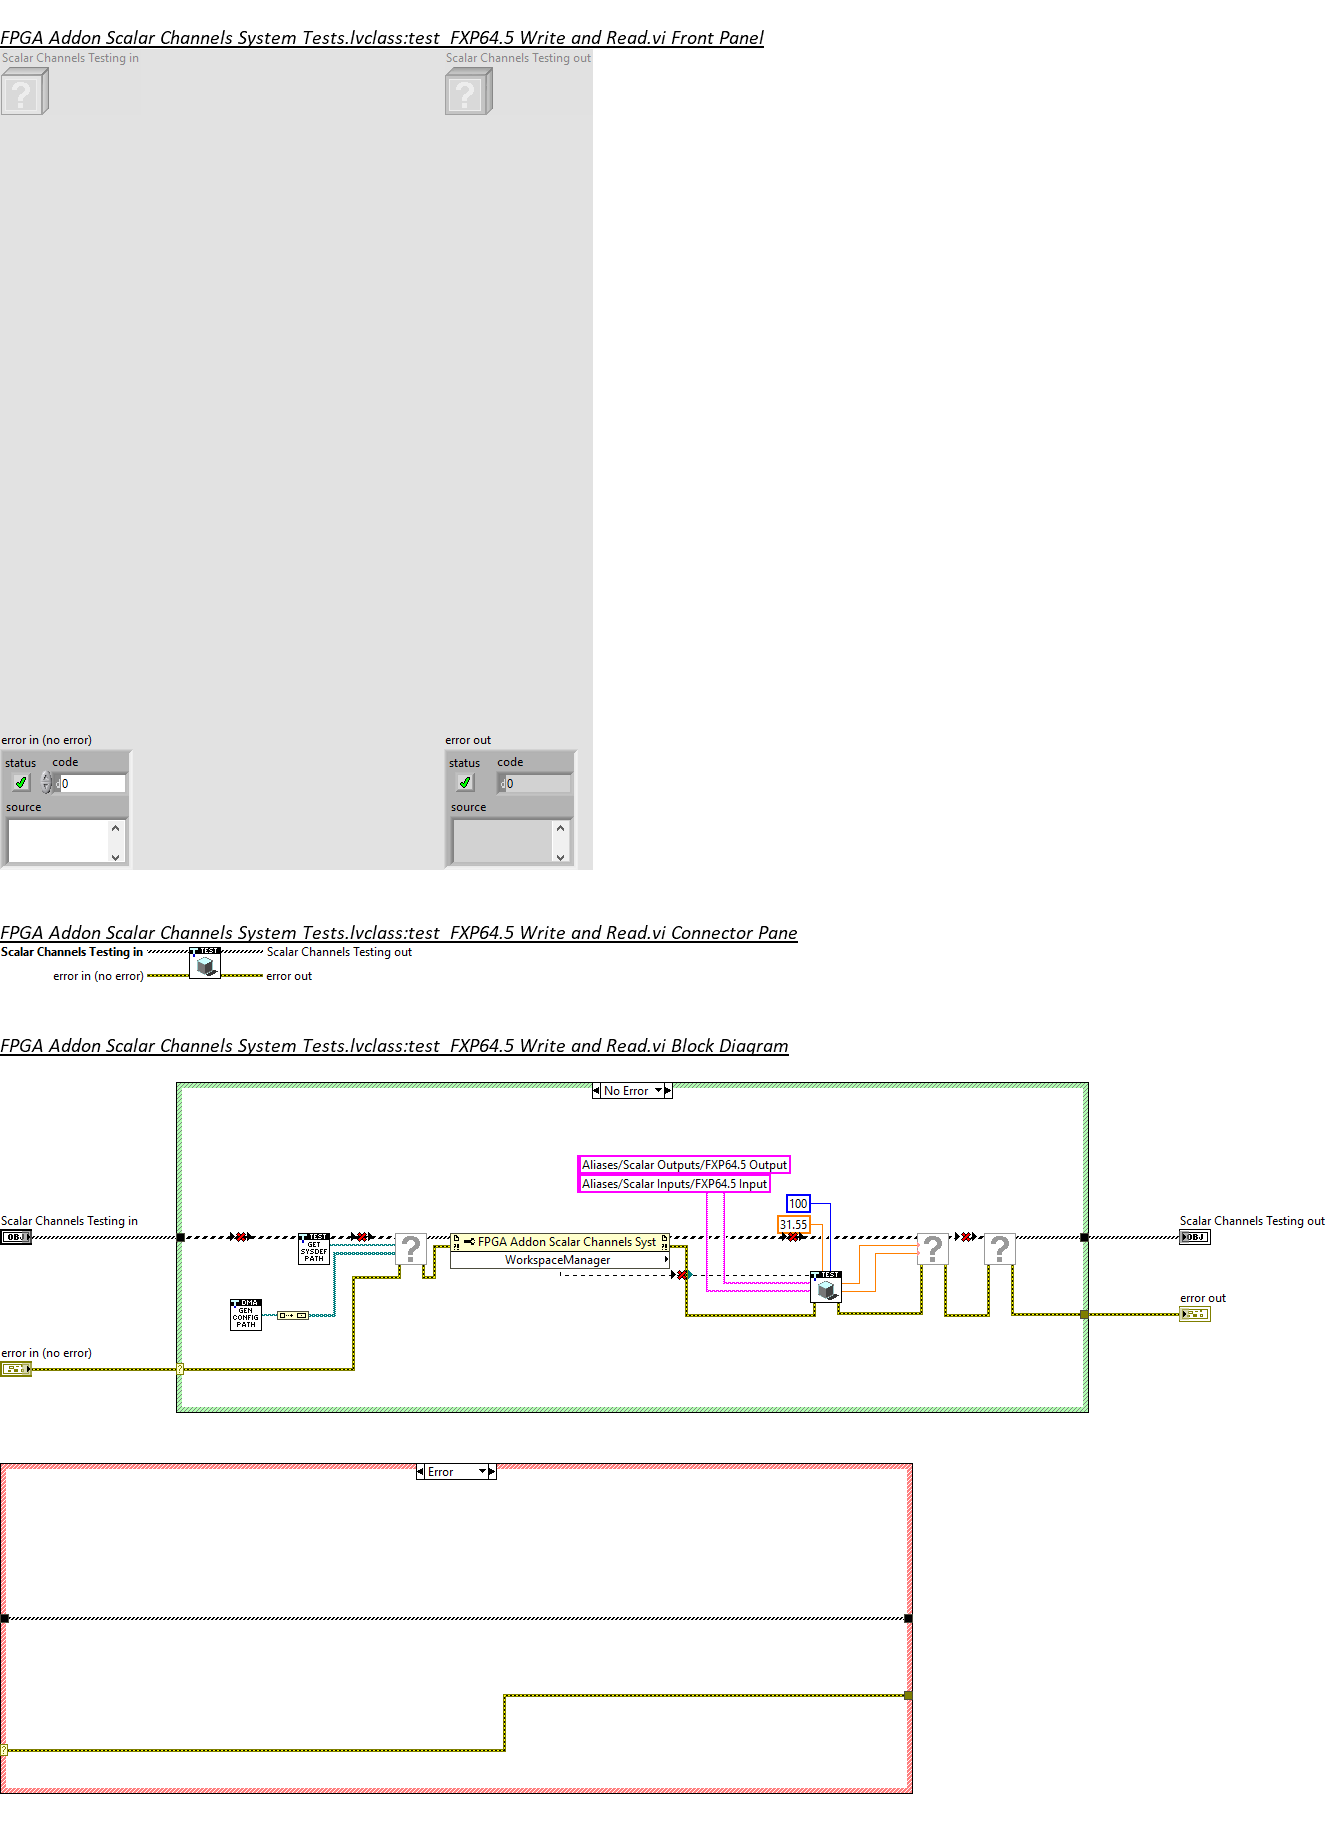 FPGA Addon Scalar Channels System Tests.lvclass:test  FXP64.5 Write and Read.vi Front Panel
Scalar Channels Testing in
Scalar Channels Testing out
?
?
error in (no error)
status
code
d0
source
error out
status
code
d0
source
FPGA Addon Scalar Channels System Tests.lvclass:test  FXP64.5 Write and Read.vi Connector Pane
Scalar Channels Testing in
TEST
Scalar Channels Testing out
error in (no error)
error out
FPGA Addon Scalar Channels System Tests.lvclass:test  FXP64.5 Write and Read.vi Block Diagram
No Error
Aliases/Scalar Outputs/FXP64.5 Output
Aliases/Scalar Inputs/FXP64.5 Input
100
31.55
Scalar Channels Testing in
OBJ
TEST
GET
SYSDEF
PATH
?
FPGA Addon Scalar Channels Syst
WorkspaceManager
TEST
?
?
Scalar Channels Testing out
OBJ
DMA
GEN
CONFIG
PATH
error out
error in (no error)
?
Error
?